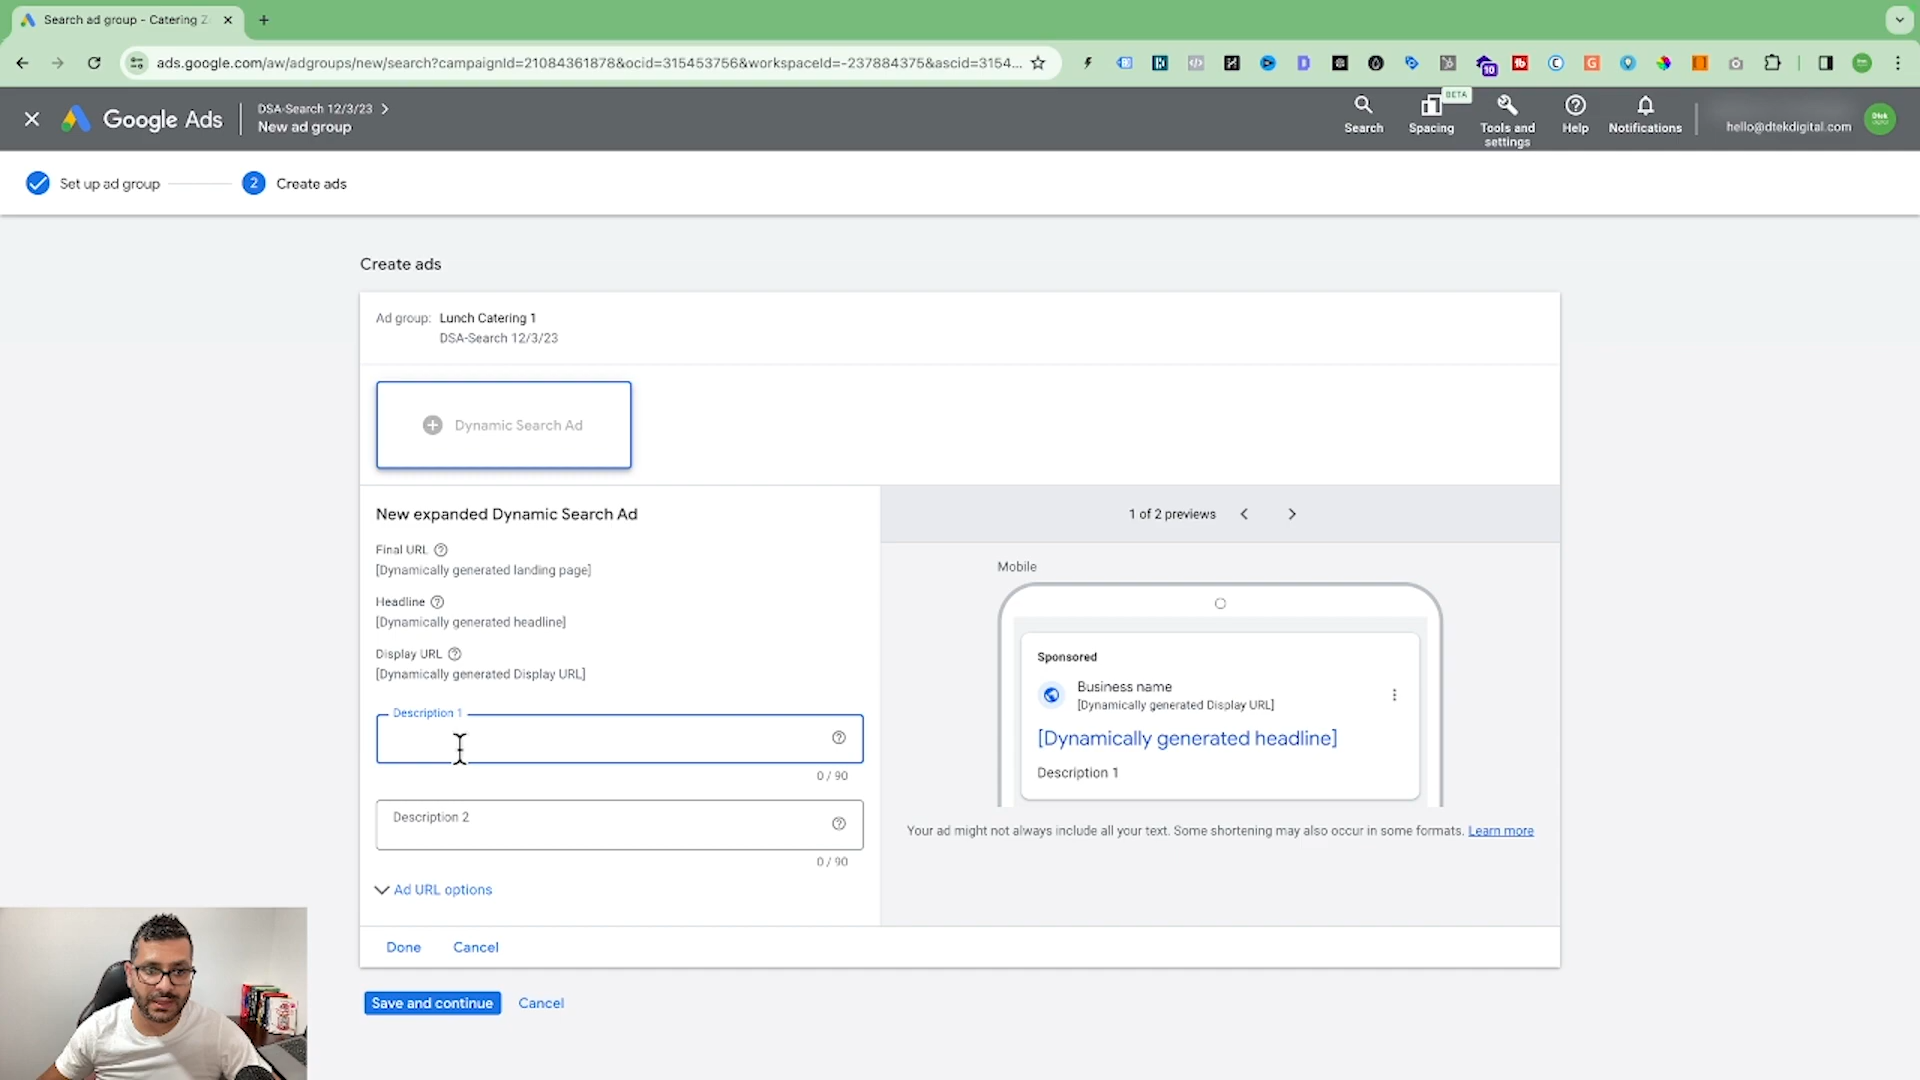 Search ad group - Catering Z
ads.google.com/aw/adgroups/new/search?campaignId=21084361878&ocid=315453756&workspaceId=-237884375&ascid=3154...
10
Google Ads
DSA-Search 12/3/23
New ad group
Search
BETA
Spacing
Tools and settings
Help
Notifications
hello@dtekdigital.com
Dtek
Set up ad group
2
Create ads
Create ads
Ad group: Lunch Catering 1
DSA-Search 12/3/23
Dynamic Search Ad
New expanded Dynamic Search Ad
Final URL
[Dynamically generated landing page]
Headline
[Dynamically generated headline]
Display URL
[Dynamically generated Display URL]
Description 1
0 / 90
Description 2
0 / 90
Ad URL options
Done
Cancel
1 of 2 previews
Mobile
Sponsored
Business name
[Dynamically generated Display URL]
[Dynamically generated headline]
Description 1
Your ad might not always include all your text. Some shortening may also occur in some formats. Learn more
Save and continue
Cancel